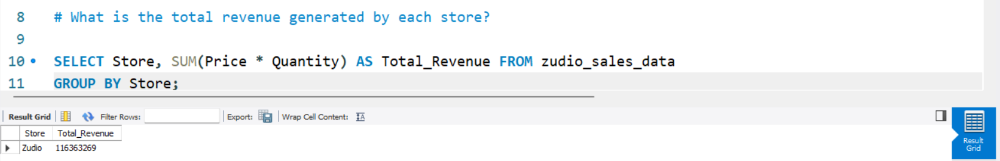 8 # What is the total revenue generated by each store?
9
10 SELECT Store, SUM(Price * Quantity) AS Total_Revenue FROM zudio_sales_data
11 GROUP BY Store;
Result Grid Filter Rows: Export: Wrap Cell Content: IA
Store Total_Revenue
Zudio 116363269
Result
Grid